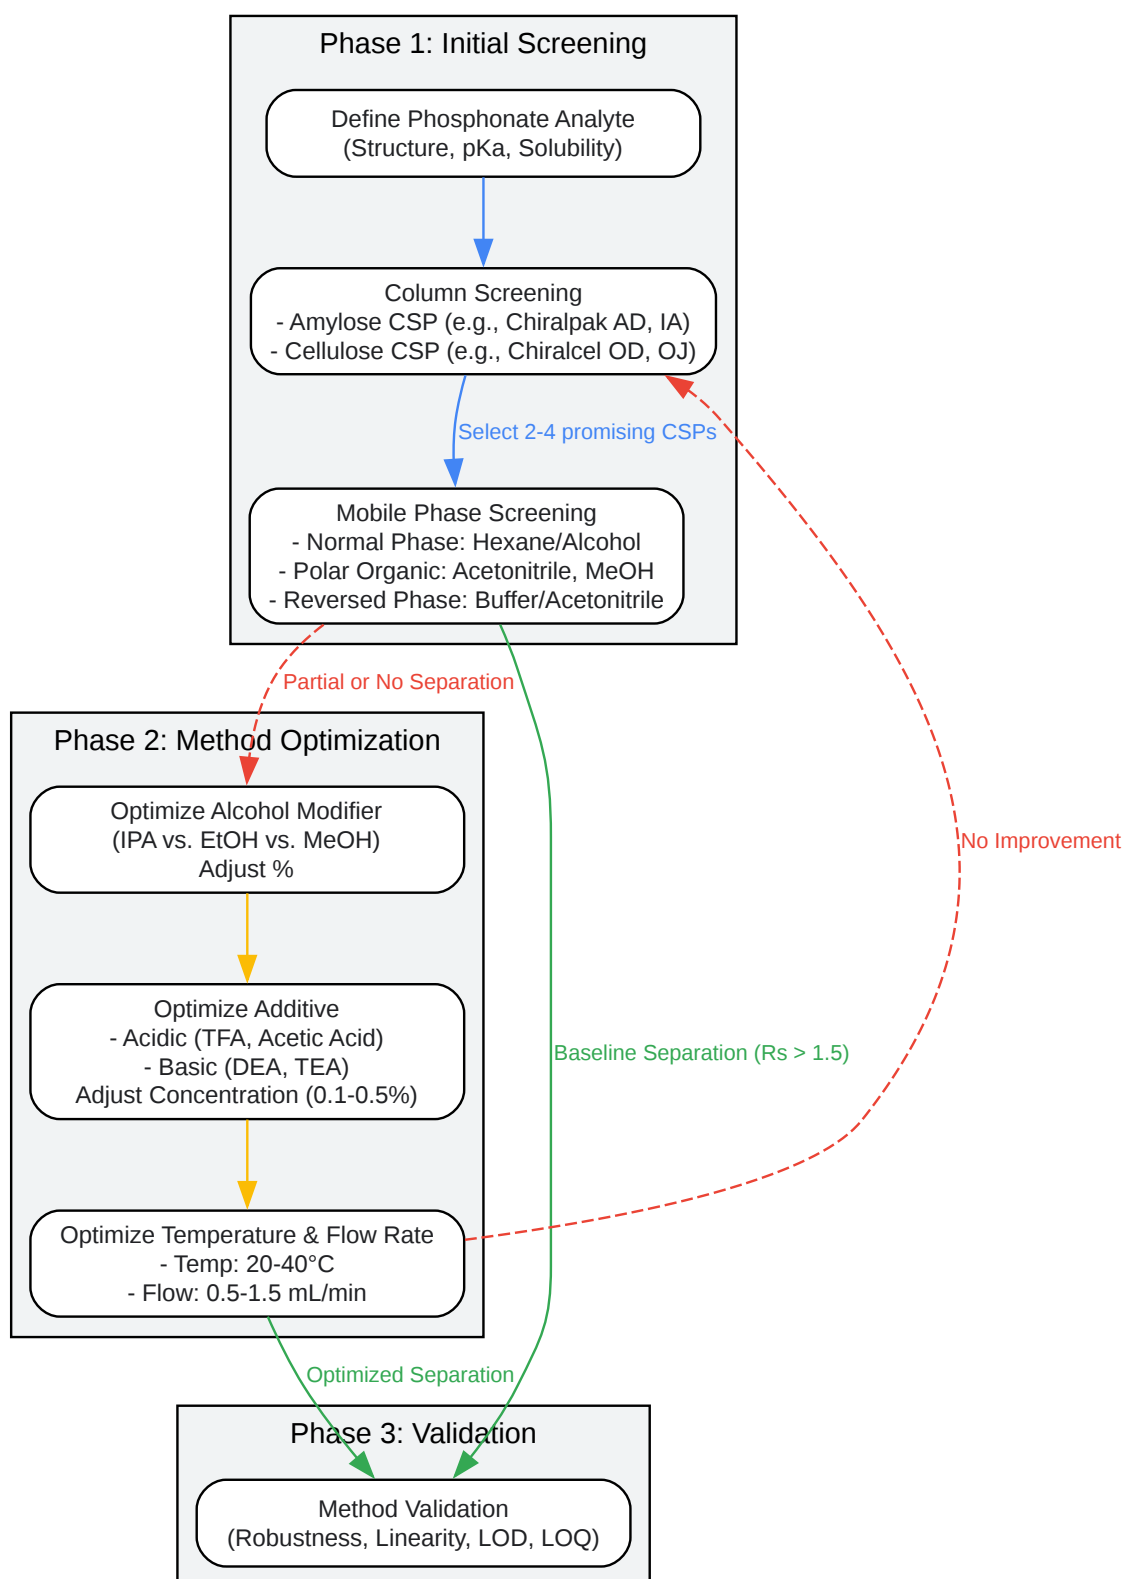 Phase 1: Initial Screening
Define Phosphonate Analyte
(Structure, pKa, Solubility)
Column Screening
- Amylose CSP (e.g., Chiralpak AD, IA)
- Cellulose CSP (e.g., Chiralcel OD, OJ)
Select 2-4 promising CSPs
Mobile Phase Screening
- Normal Phase: Hexane/Alcohol
- Polar Organic: Acetonitrile, MeOH
- Reversed Phase: Buffer/Acetonitrile
Partial or No Separation
Phase 2: Method Optimization
Optimize Alcohol Modifier
(IPA vs. EtOH vs. MeOH)
Adjust %
No Improvement
Optimize Additive
- Acidic (TFA, Acetic Acid)
- Basic (DEA, TEA)
Adjust Concentration (0.1-0.5%)
Baseline Separation (Rs > 1.5)
Optimize Temperature & Flow Rate
- Temp: 20-40°C
- Flow: 0.5-1.5 mL/min
Optimized Separation
Phase 3: Validation
Method Validation
(Robustness, Linearity, LOD, LOQ)